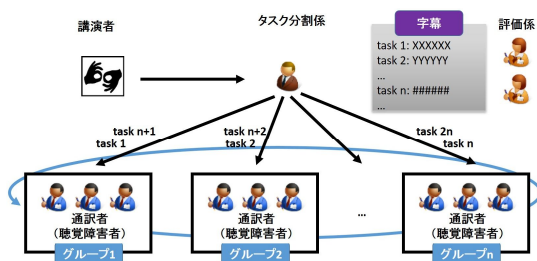 講演者
タスク分割係
字幕
評価係
task 1: XXXXXX
task 2: YYYYYY
...
task n: ######
...
task n+1
task 1
task n+2
task 2
task 2n
task n
通訳者
(聴覚障害者)
グループ1
通訳者
(聴覚障害者)
グループ2
...
通訳者
(聴覚障害者)
グループn